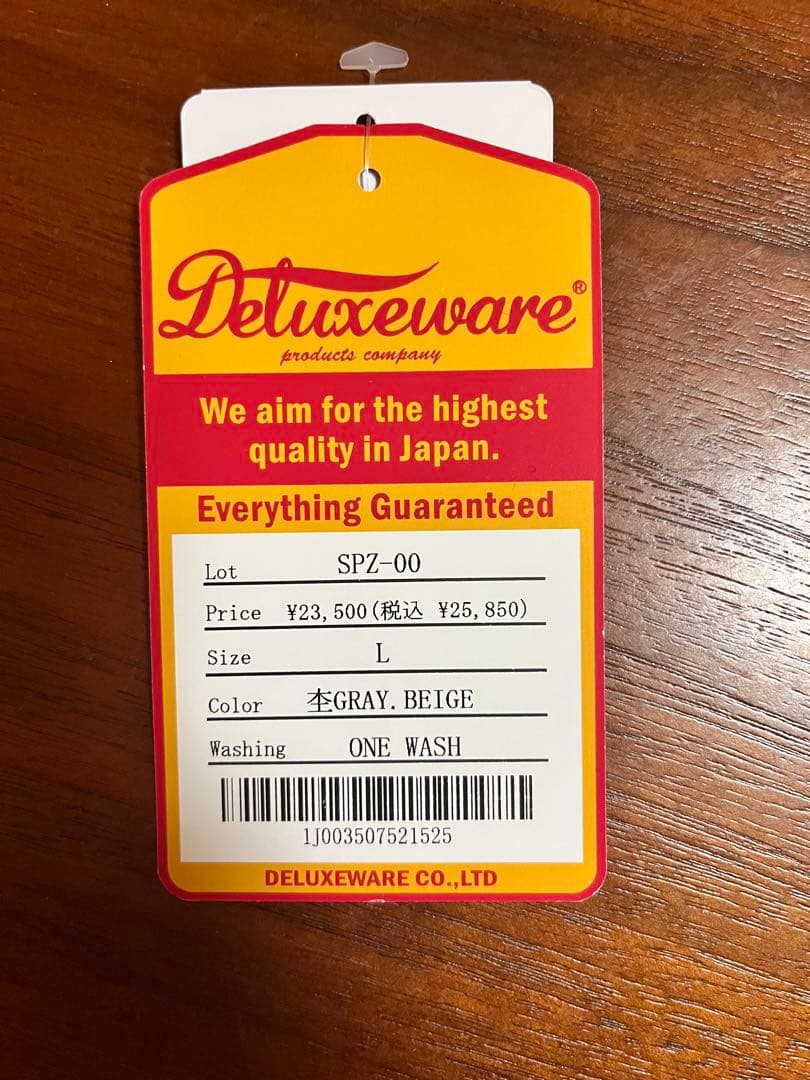 Deluxeware®
products company
We aim for the highest
quality in Japan.
Everything Guaranteed
Lot SPZ-00
Price ¥23,500(税込 ¥25,850)
Size L
Color 杢GRAY.BEIGE
Washing ONE WASH
1J003507521525
DELUXEWARE CO.,LTD